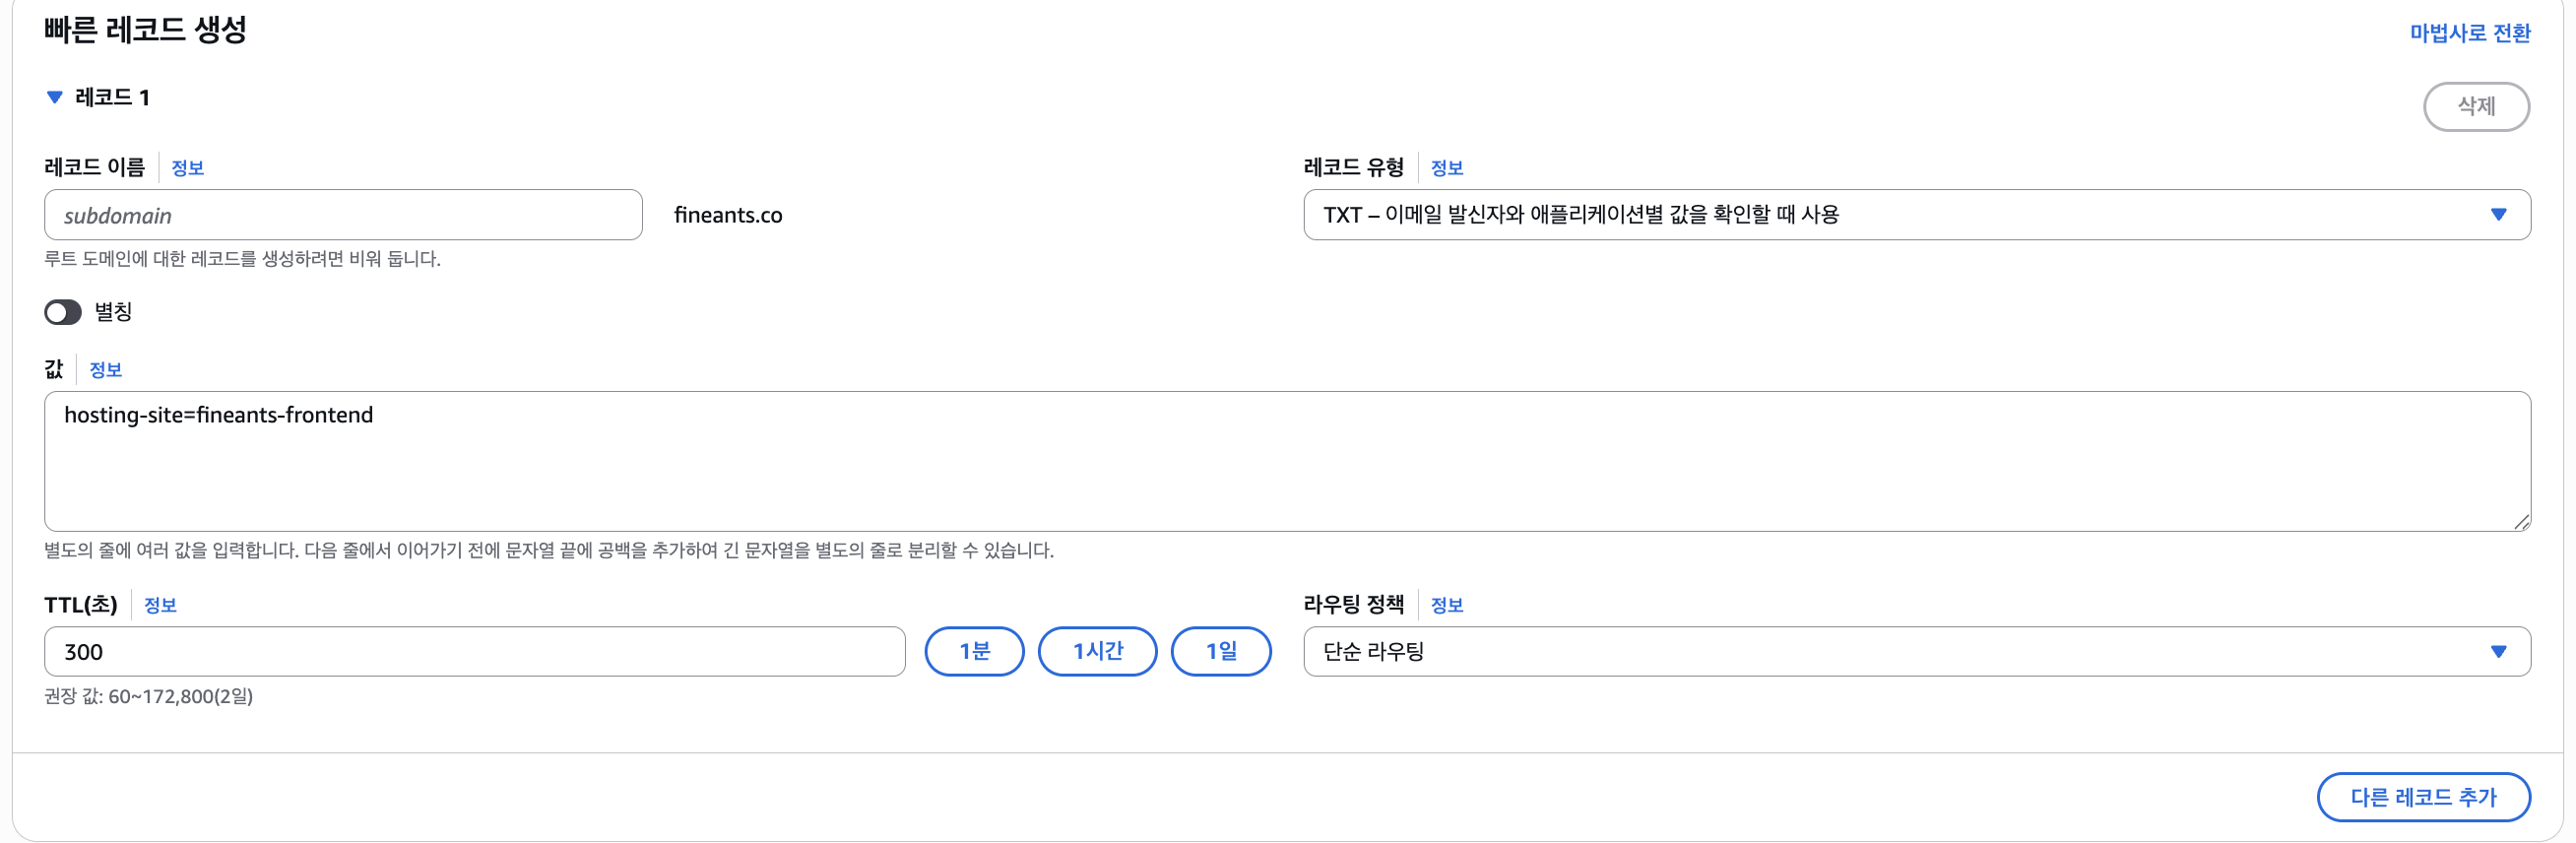 빠른 레코드 생성
마법사로 전환
레코드 1
삭제
레코드 이름 정보
레코드 유형 정보
subdomain
fineants.co
TXT – 이메일 발신자와 애플리케이션별 값을 확인할 때 사용
루트 도메인에 대한 레코드를 생성하려면 비워 둡니다.
별칭
값 정보
hosting-site=fineants-frontend
별도의 줄에 여러 값을 입력합니다. 다음 줄에서 이어가기 전에 문자열 끝에 공백을 추가하여 긴 문자열을 별도의 줄로 분리할 수 있습니다.
TTL(초) 정보
라우팅 정책 정보
300
1분
1시간
1일
단순 라우팅
권장 값: 60~172,800(2일)
다른 레코드 추가